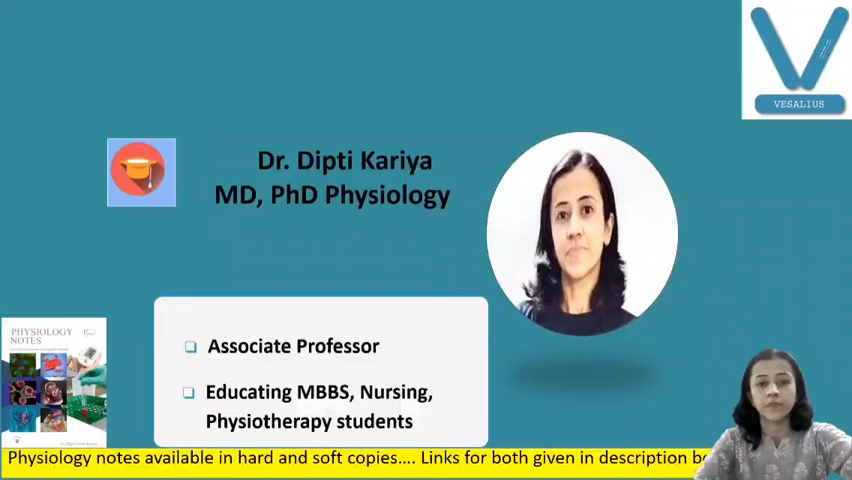 VESALIUS
Dr. Dipti Kariya
MD, PhD Physiology
Associate Professor
Educating MBBS, Nursing,
Physiotherapy students
PHYSIOLOGY
NOTES
Physiology notes available in hard and soft copies.... Links for both given in description